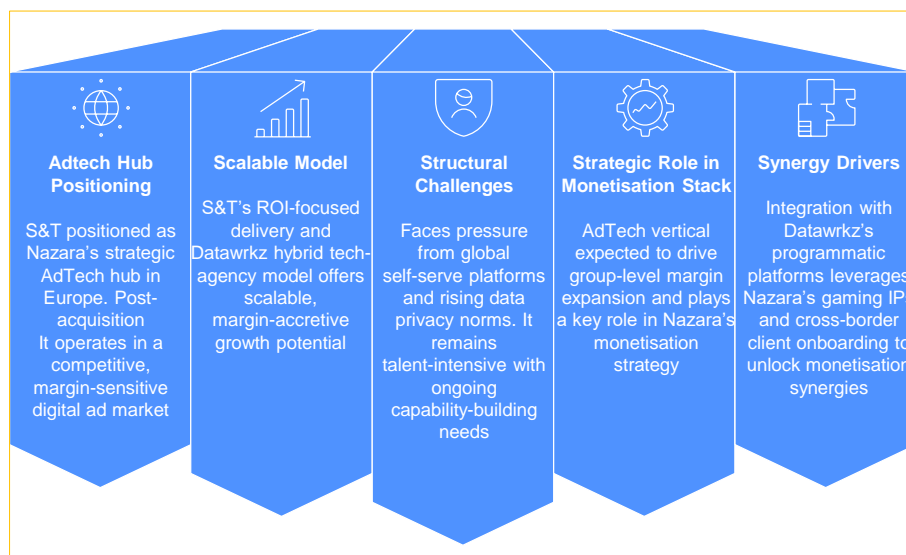 Adtech Hub
Positioning
S&T positioned as
Nazara's strategic
AdTech hub in
Europe. Post-
acquisition
It operates in a
competitive,
margin-sensitive
digital ad market
Scalable Model
S&T's ROI-focused
delivery and
Datawrkz hybrid tech-
agency model offers
scalable,
margin-accretive
growth potential
Structural
Challenges
Faces pressure
from global
self-serve platforms
and rising data
privacy norms. It
remains
talent-intensive with
ongoing
capability-building
needs
Strategic Role in
Monetisation Stack
AdTech vertical
expected to drive
group-level margin
expansion and plays
a key role in Nazara's
monetisation
strategy
Synergy Drivers
Integration with
Datawrkz's
programmatic
platforms leverages
Nazara's gaming IP
and cross-border
client onboarding to
unlock monetisation
synergies